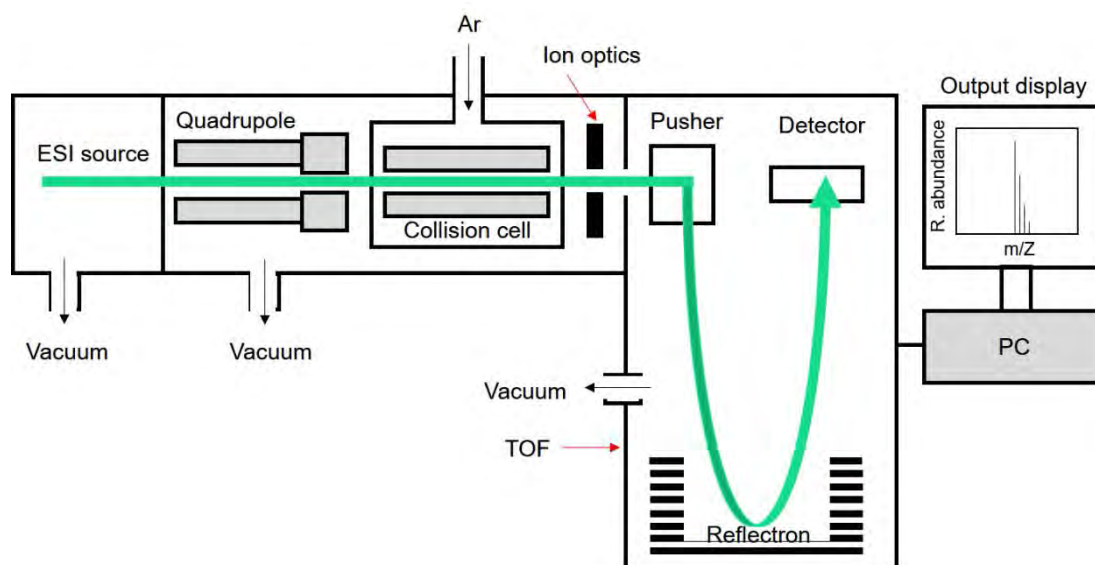 Ar
Ion optics
Output display
Quadrupole
Pusher
Detector
ESI source
R. abundance
Collision cell
m/Z
Vacuum
Vacuum
PC
Vacuum
TOF
Reflectron